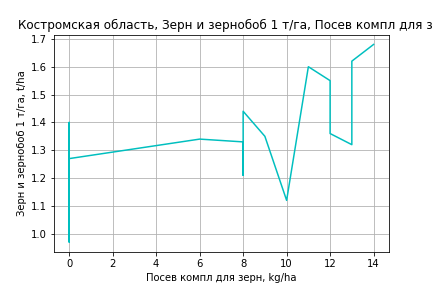 Костромская область, Зерн и зернобоб 1 т/га, Посев компл для з
1.7
1.6
1.5
1.4
1.3
1.2
1.1
1.0
Зерн и зернобоб 1 т/га, t/ha
0 2 4 6 8 10 12 14
Посев компл для зерн, kg/ha